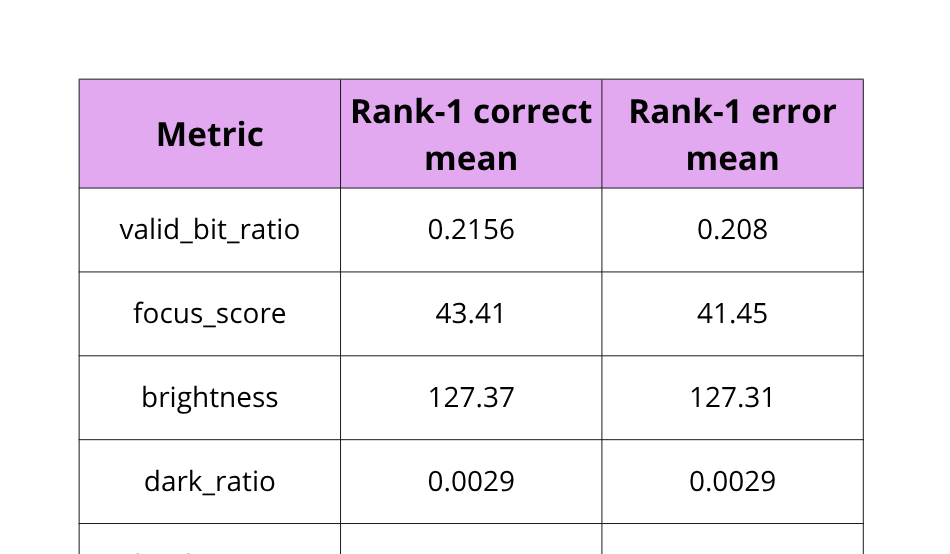 Metric Rank-1 correct mean Rank-1 error mean
valid_bit_ratio 0.2156 0.208
focus_score 43.41 41.45
brightness 127.37 127.31
dark_ratio 0.0029 0.0029